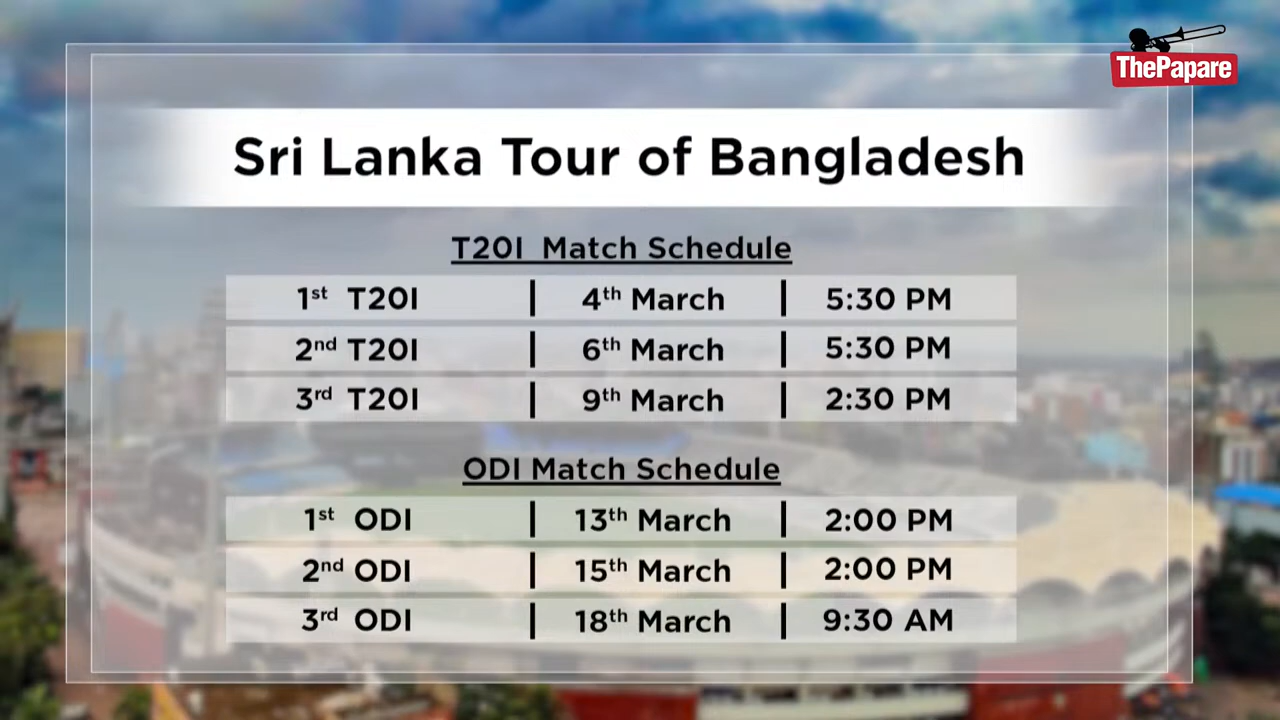 ThePapare
Sri Lanka Tour of Bangladesh
T20I Match Schedule
1st T20I | 4th March | 5:30 PM
2nd T20I | 6th March | 5:30 PM
3rd T20I | 9th March | 2:30 PM
ODI Match Schedule
1st ODI | 13th March | 2:00 PM
2nd ODI | 15th March | 2:00 PM
3rd ODI | 18th March | 9:30 AM